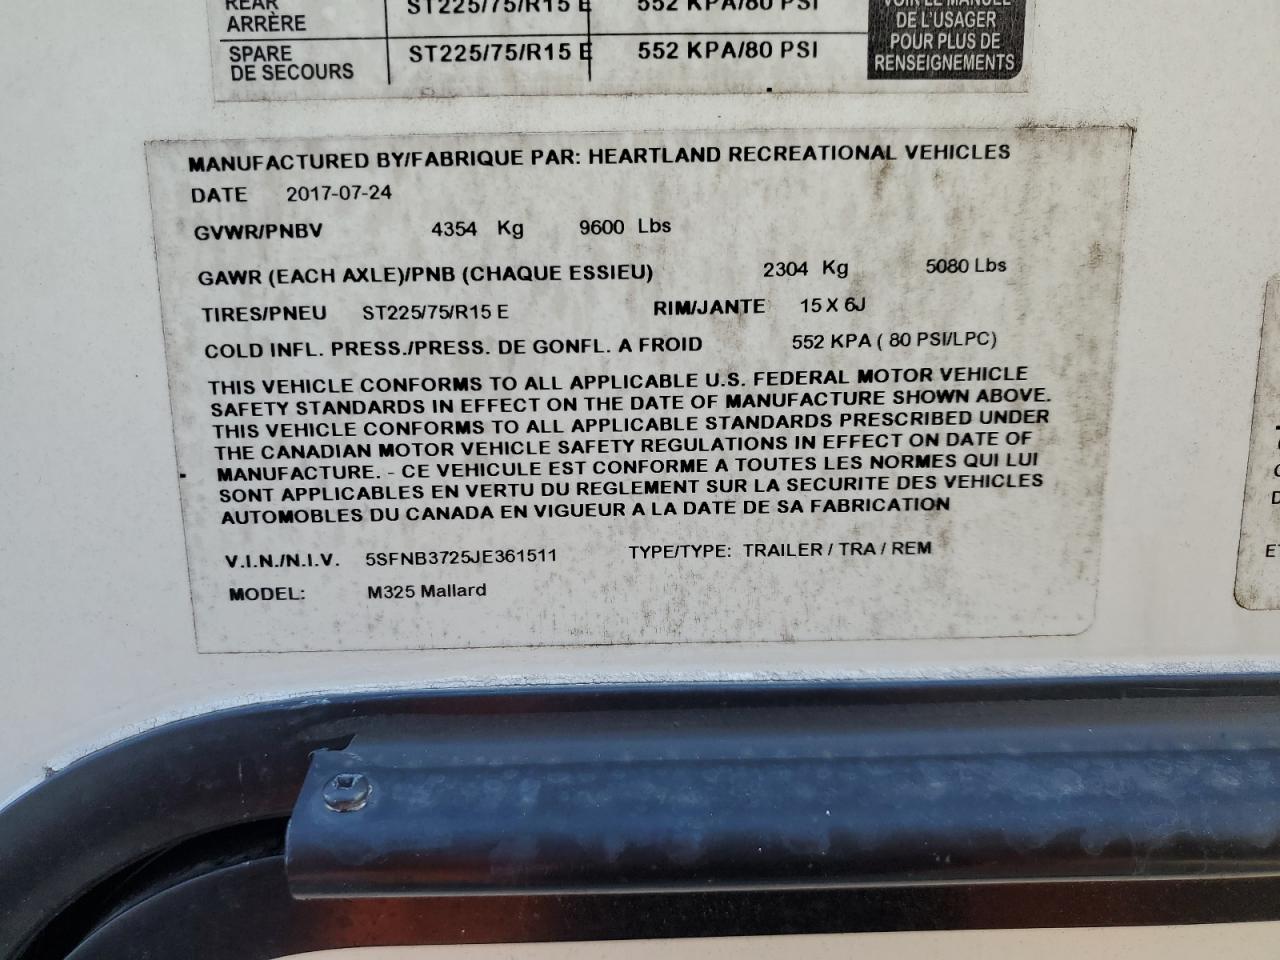 REAR ST225/75/R15 E 552 KPA/80 PSI VOIR LE MANUEL
ARRÈRE DE L'USAGER
SPARE ST225/75/R15 E 552 KPA/80 PSI POUR PLUS DE
DE SECOURS RENSEIGNEMENTS
MANUFACTURED BY/FABRIQUE PAR: HEARTLAND RECREATIONAL VEHICLES
DATE 2017-07-24
GVWR/PNBV 4354 Kg 9600 Lbs
GAWR (EACH AXLE)/PNB (CHAQUE ESSIEU) 2304 Kg 5080 Lbs
TIRES/PNEU ST225/75/R15 E RIM/JANTE 15 X 6J
COLD INFL. PRESS./PRESS. DE GONFL. A FROID 552 KPA ( 80 PSI/LPC)
THIS VEHICLE CONFORMS TO ALL APPLICABLE U.S. FEDERAL MOTOR VEHICLE
SAFETY STANDARDS IN EFFECT ON THE DATE OF MANUFACTURE SHOWN ABOVE.
THIS VEHICLE CONFORMS TO ALL APPLICABLE STANDARDS PRESCRIBED UNDER
THE CANADIAN MOTOR VEHICLE SAFETY REGULATIONS IN EFFECT ON DATE OF
MANUFACTURE. - CE VEHICULE EST CONFORME A TOUTES LES NORMES QUI LUI
SONT APPLICABLES EN VERTU DU REGLEMENT SUR LA SECURITE DES VEHICLES
AUTOMOBLES DU CANADA EN VIGUEUR A LA DATE DE SA FABRICATION
V.I.N./N.I.V. 5SFNB3725JE361511 TYPE/TYPE: TRAILER / TRA / REM
MODEL: M325 Mallard